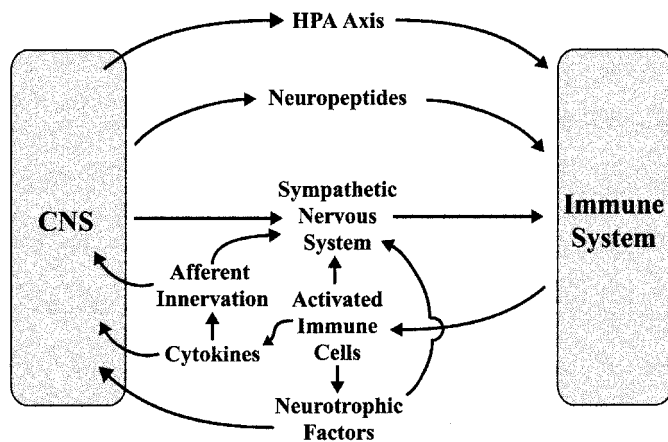 HPA Axis
Neuropeptides
CNS
Sympathetic
Nervous
System
Immune
System
Afferent
Innervation
Activated
Immune
Cells
Cytokines
Neurotrophic
Factors